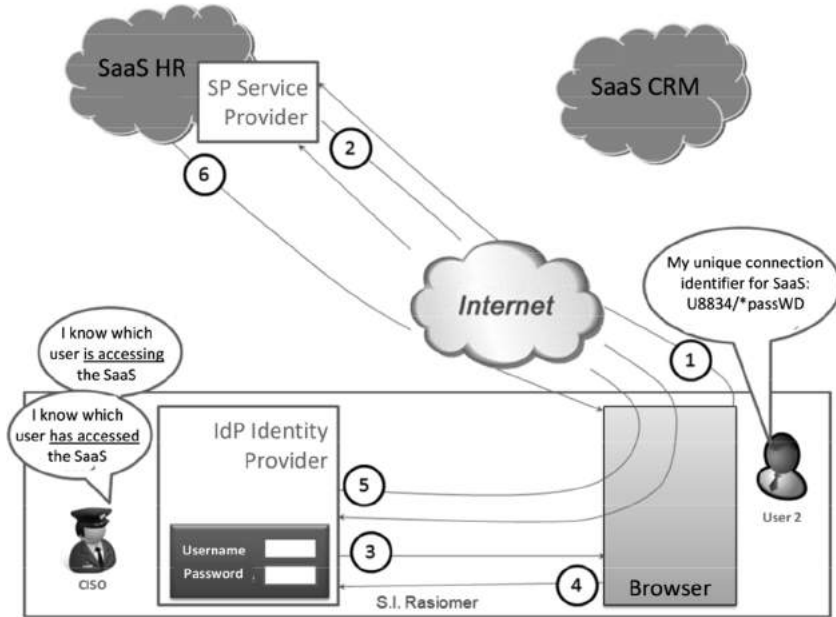 SaaS HR
SP Service
Provider
SaaS CRM
2
6
Internet
My unique connection
identifier for SaaS:
U8834/*passWD
1
I know which
user is accessing
the SaaS
I know which
user has accessed
the SaaS
IdP Identity
Provider
5
User 2
Username
3
Password
4
CISO
Browser
S.I. Rasiomer